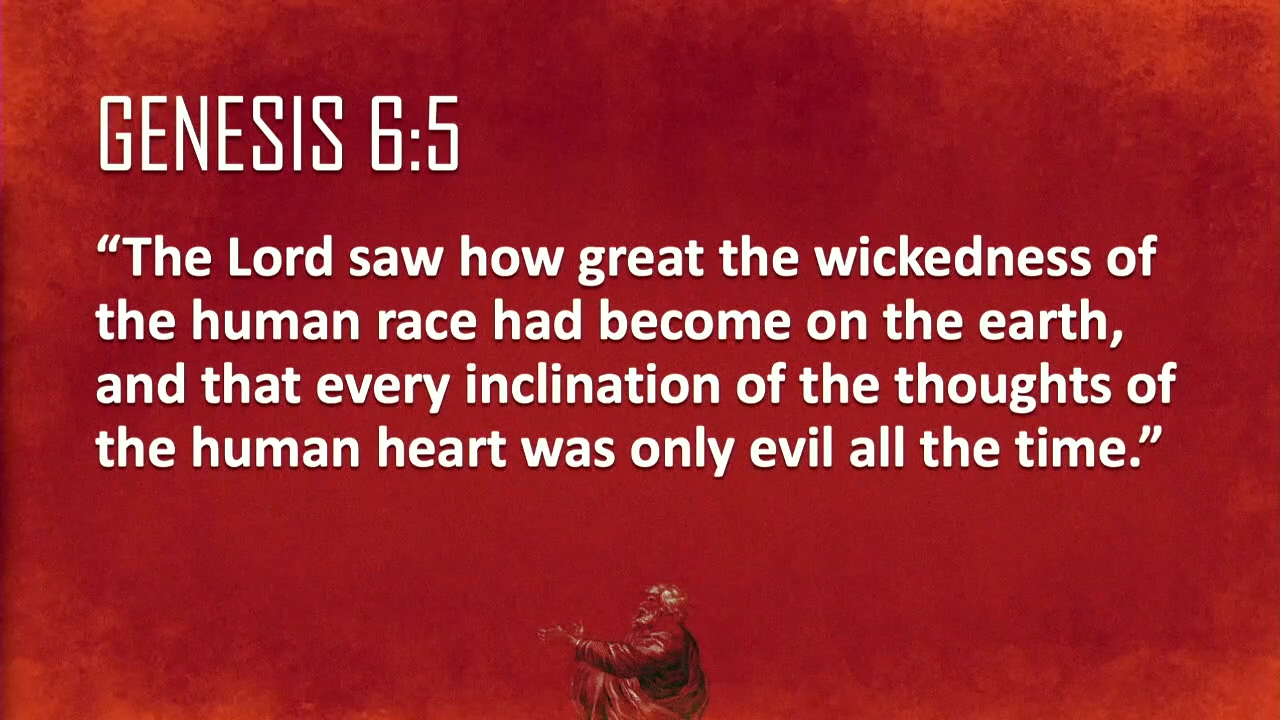 GENESIS 6:5
“The Lord saw how great the wickedness of
the human race had become on the earth,
and that every inclination of the thoughts of
the human heart was only evil all the time.”